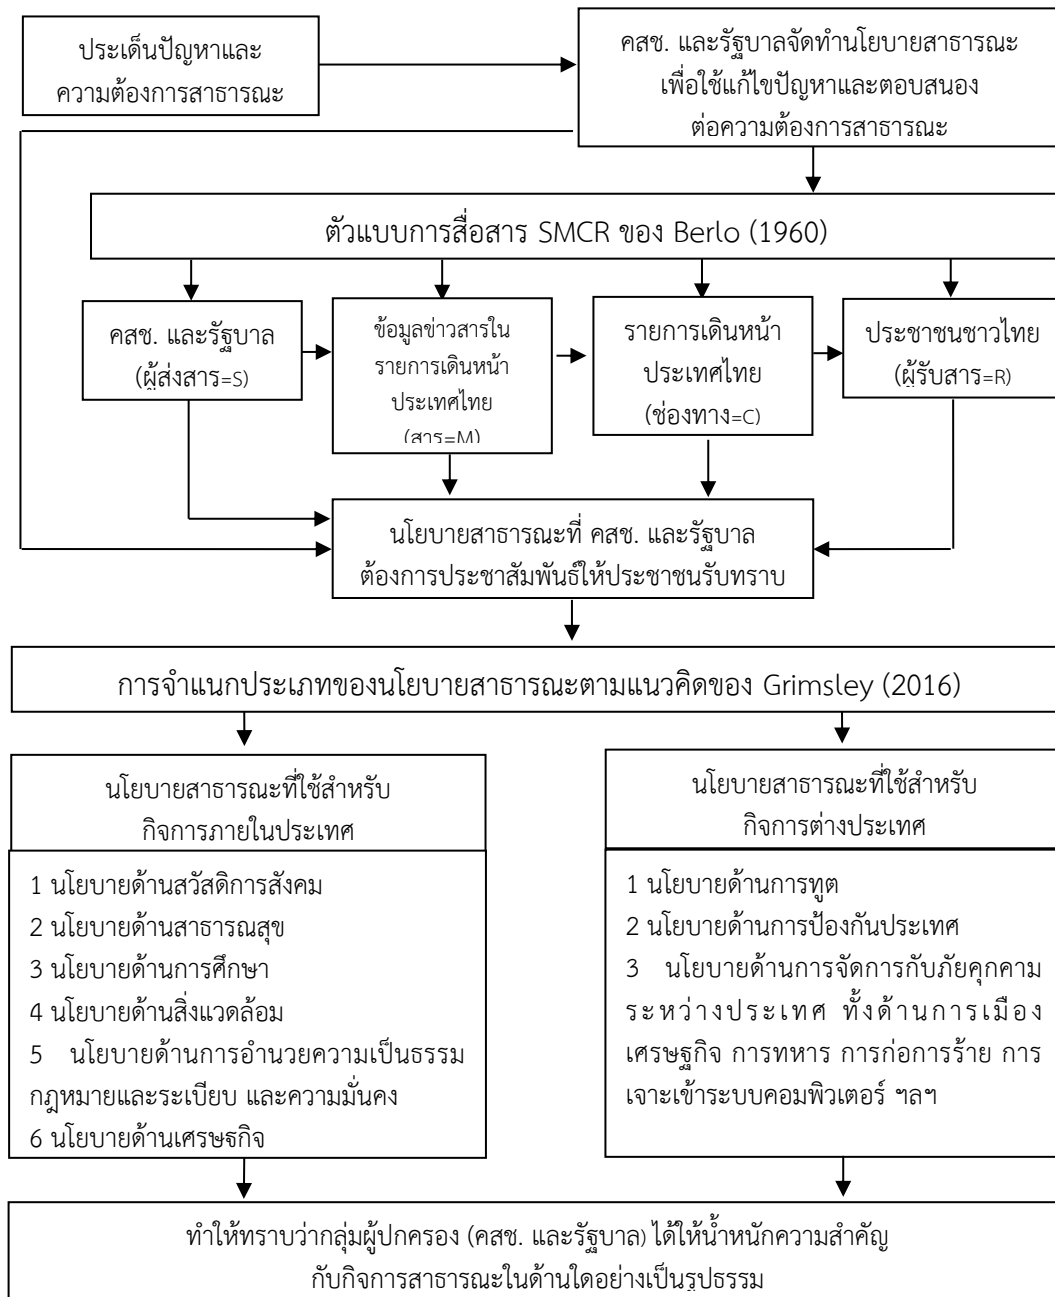 ประเด็นปัญหาและ
ความต้องการสาธารณะ
คสช. และรัฐบาลจัดทำนโยบายสาธารณะ
เพื่อใช้แก้ไขปัญหาและตอบสนอง
ต่อความต้องการสาธารณะ
ตัวแบบการสื่อสาร SMCR ของ Berlo (1960)
คสช. และรัฐบาล
(ผู้ส่งสาร=S)
ข้อมูลข่าวสารใน
รายการเดินหน้า
ประเทศไทย
(สาร=M)
รายการเดินหน้า
ประเทศไทย
(ช่องทาง=C)
ประชาชนชาวไทย
(ผู้รับสาร=R)
นโยบายสาธารณะที่ คสช. และรัฐบาล
ต้องการประชาสัมพันธ์ให้ประชาชนรับทราบ
การจำแนกประเภทของนโยบายสาธารณะตามแนวคิดของ Grimsley (2016)
นโยบายสาธารณะที่ใช้สำหรับ
กิจการภายในประเทศ
1 นโยบายด้านสวัสดิการสังคม
2 นโยบายด้านสาธารณสุข
3 นโยบายด้านการศึกษา
4 นโยบายด้านสิ่งแวดล้อม
5 นโยบายด้านการอำนวยความเป็นธรรม
กฎหมายและระเบียบ และความมั่นคง
6 นโยบายด้านเศรษฐกิจ
นโยบายสาธารณะที่ใช้สำหรับ
กิจการต่างประเทศ
1 นโยบายด้านการทูต
2 นโยบายด้านการป้องกันประเทศ
3 นโยบายด้านการจัดการกับภัยคุกคาม
ระหว่างประเทศ ทั้งด้านการเมือง
เศรษฐกิจ การทหาร การก่อการร้าย การ
เจาะเข้าระบบคอมพิวเตอร์ ฯลฯ
ทำให้ทราบว่ากลุ่มผู้ปกครอง (คสช. และรัฐบาล) ได้ให้น้ำหนักความสำคัญ
กับกิจการสาธารณะในด้านใดอย่างเป็นรูปธรรม